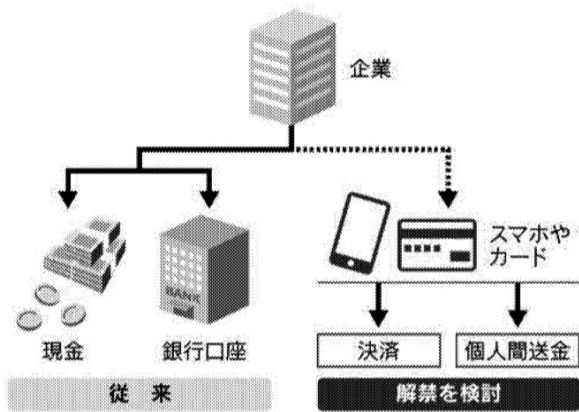 企業
BANK
スマホや
カード
現金
銀行口座
決済
個人間送金
従 来
解禁を検討